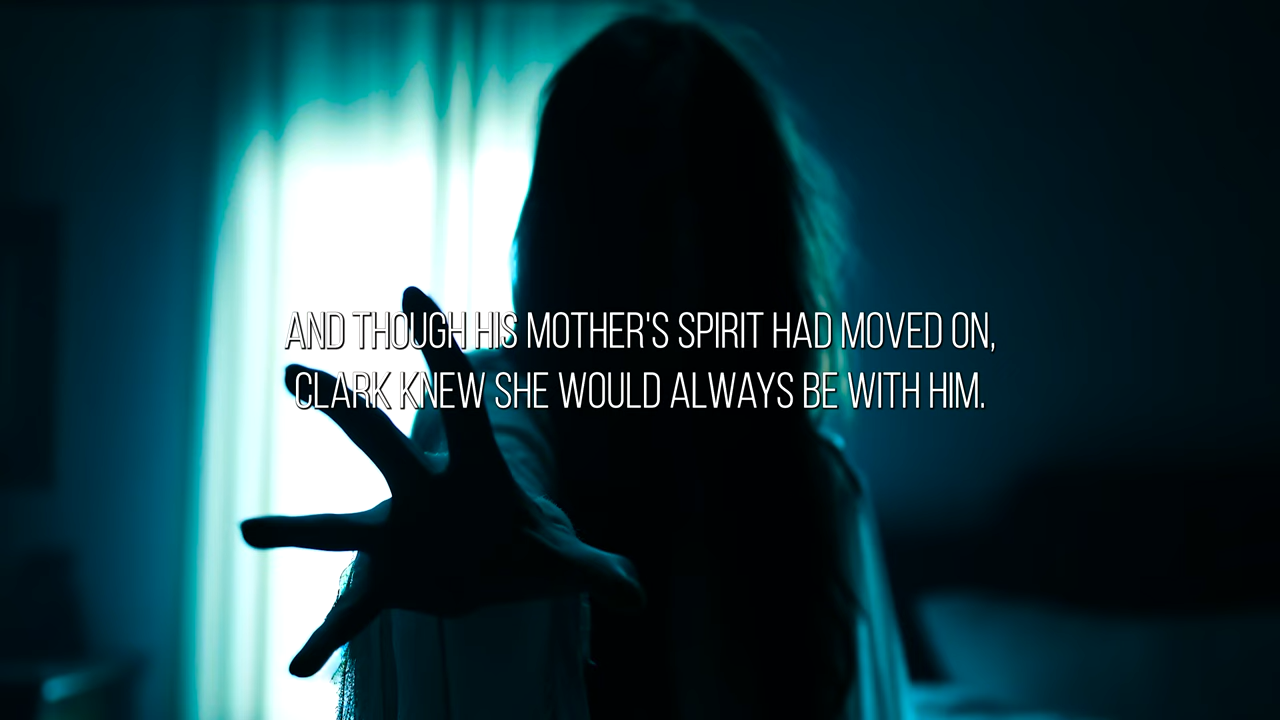 AND THOUGH HIS MOTHER'S SPIRIT HAD MOVED ON,
CLARK KNEW SHE WOULD ALWAYS BE WITH HIM.